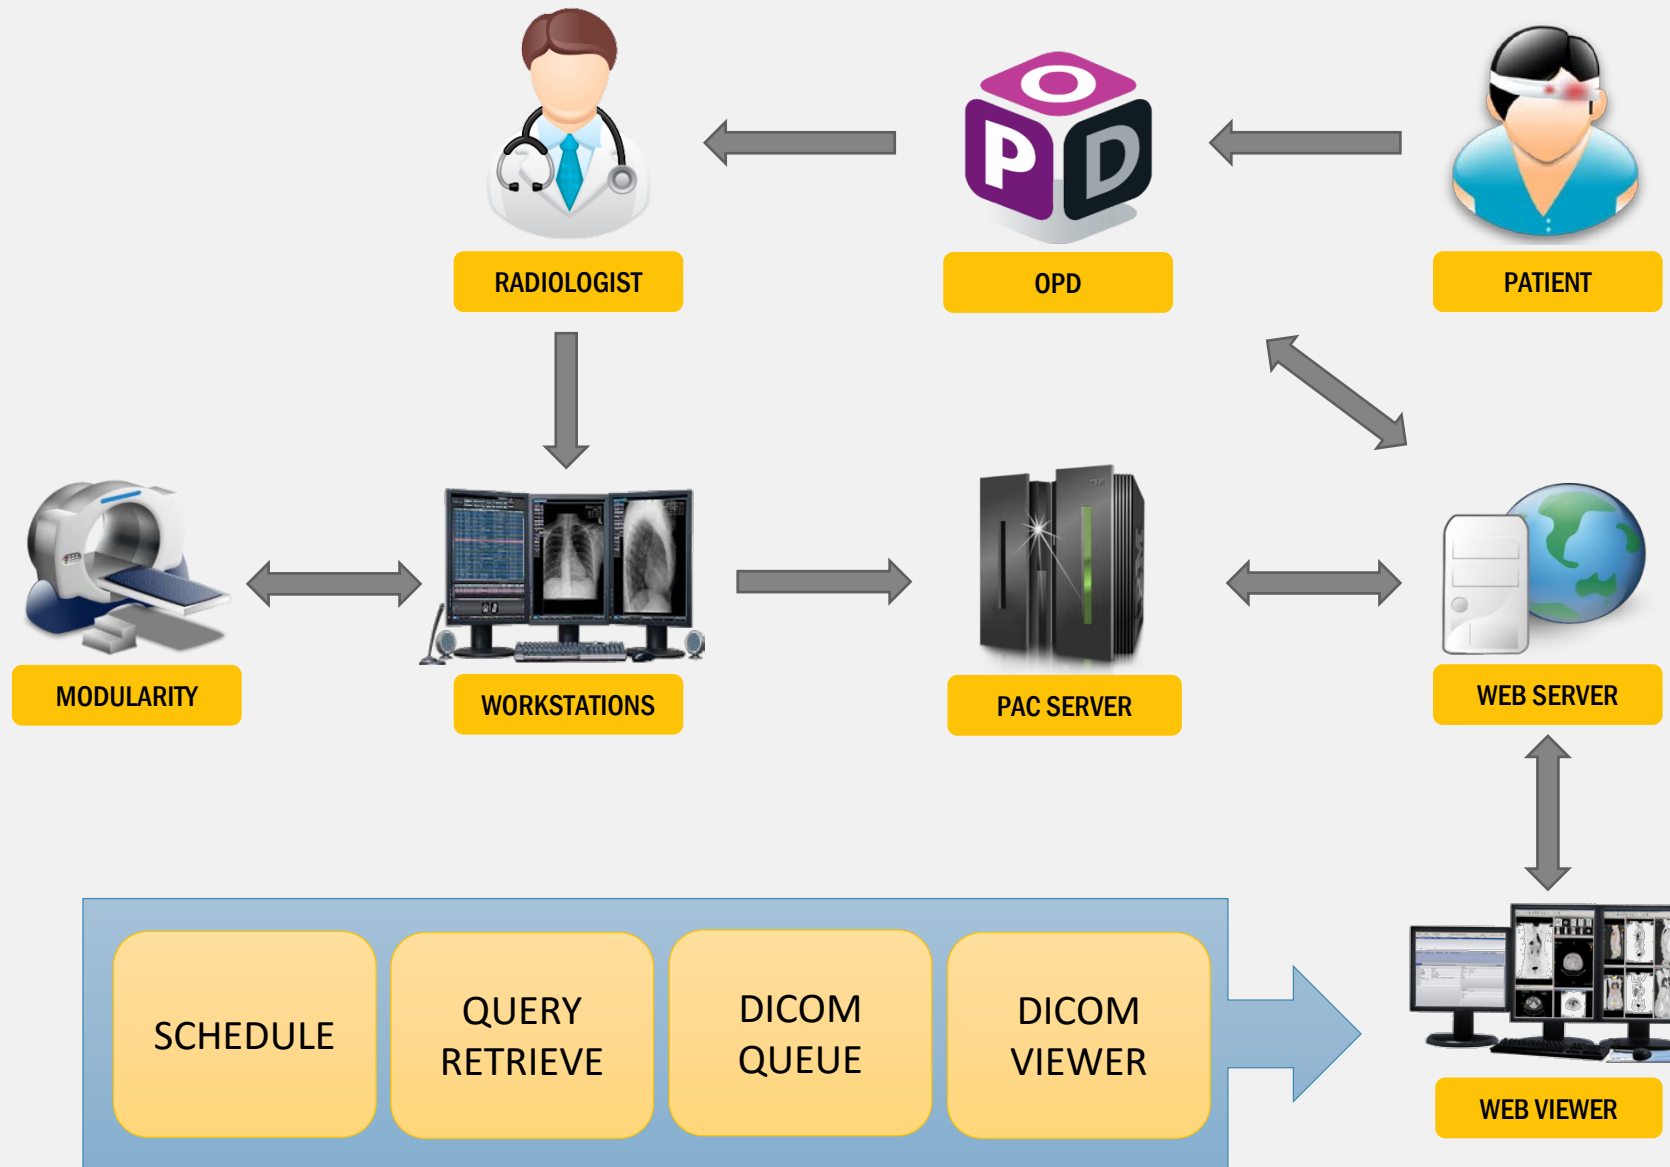 O
P D
RADIOLOGIST
OPD
PATIENT
MODULARITY
WORKSTATIONS
PAC SERVER
WEB SERVER
SCHEDULE
QUERY
RETRIEVE
DICOM
QUEUE
DICOM
VIEWER
WEB VIEWER